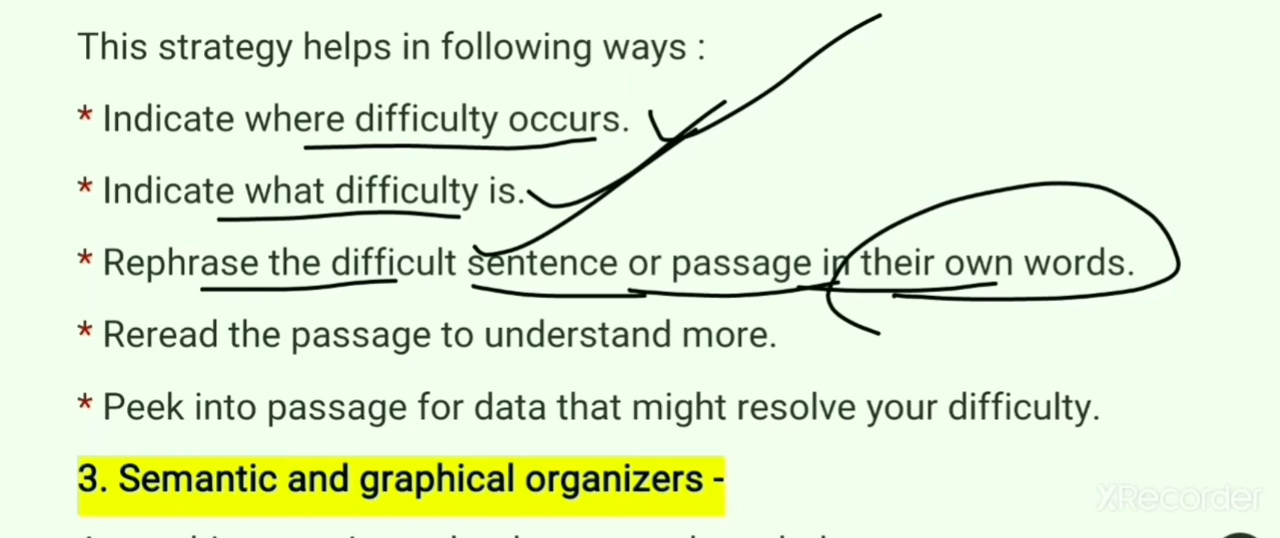 This strategy helps in following ways :
* Indicate where difficulty occurs.
* Indicate what difficulty is.
* Rephrase the difficult sentence or passage in their own words.
* Reread the passage to understand more.
* Peek into passage for data that might resolve your difficulty.
3. Semantic and graphical organizers -
XRecorder